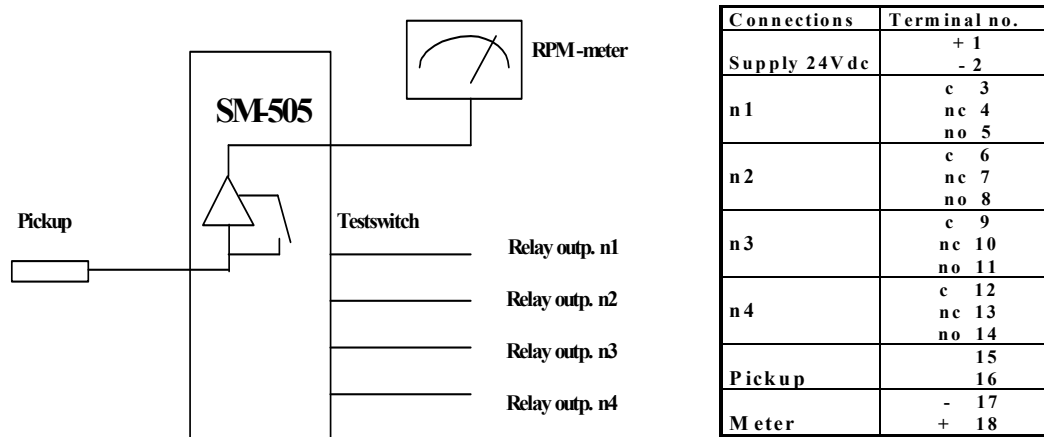 RPM-meter
SM-505
Pickup
Testswitch
Relay outp. n1
Relay outp. n2
Relay outp. n3
Relay outp. n4
Connections Terminal no.
+ 1
Supply 24Vdc - 2
c 3
n1 nc 4
no 5
c 6
n2 nc 7
no 8
c 9
n3 nc 10
no 11
c 12
n4 nc 13
no 14
15
Pickup 16
- 17
Meter + 18